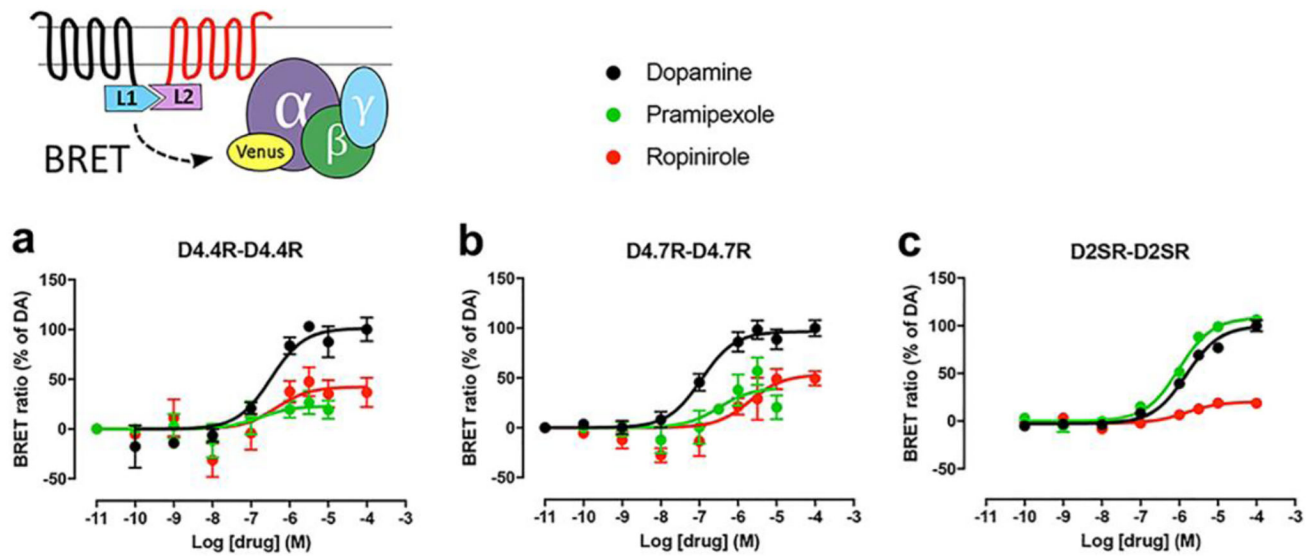 L1 L2
α β γ
Venus
BRET
Dopamine
Pramipexole
Ropinirole
a
D4.4R-D4.4R
BRET ratio (% of DA)
150
100
50
0
-50
-11 -10 -9 -8 -7 -6 -5 -4 -3
Log [drug] (M)
b
D4.7R-D4.7R
BRET ratio (% of DA)
150
100
50
0
-50
-11 -10 -9 -8 -7 -6 -5 -4 -3
Log [drug] (M)
c
D2SR-D2SR
BRET ratio (% of DA)
150
100
50
0
-50
-11 -10 -9 -8 -7 -6 -5 -4 -3
Log [drug] (M)